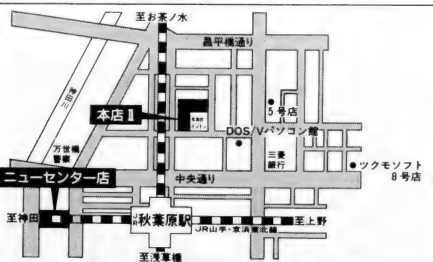 至お茶ノ水
昌平橋通り
神田川
本店Ⅱ
5号店
DOS/Vパソコン館
万世橋
警察
三菱
銀行
ツクモソフト
8号店
ニューセンター店
中央通り
至神田
JR
秋葉原駅
至上野
JR山手・京浜東北線
至浅草橋